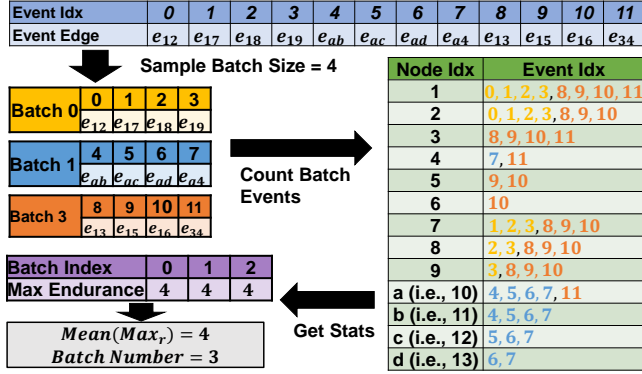 Event Idx 0 1 2 3 4 5 6 7 8 9 10 11
Event Edge e12 e17 e18 e19 eab eac ead ea4 e13 e15 e16 e34
Sample Batch Size = 4
Batch 0 0 1 2 3
e12 e17 e18 e19
Batch 1 4 5 6 7
eab eac ead ea4
Batch 3 8 9 10 11
e13 e15 e16 e34
Count Batch
Events
Node Idx Event Idx
1 0, 1, 2, 3, 8, 9, 10, 11
2 0, 1, 2, 3, 8, 9, 10
3 8, 9, 10, 11
4 7, 11
5 9, 10
6 10
7 1, 2, 3, 8, 9, 10
8 2, 3, 8, 9, 10
9 3, 8, 9, 10
a (i.e., 10) 4, 5, 6, 7, 11
b (i.e., 11) 4, 5, 6, 7
c (i.e., 12) 5, 6, 7
d (i.e., 13) 6, 7
Get Stats
Batch Index 0 1 2
Max Endurance 4 4 4
Mean(Maxr) = 4
Batch Number = 3